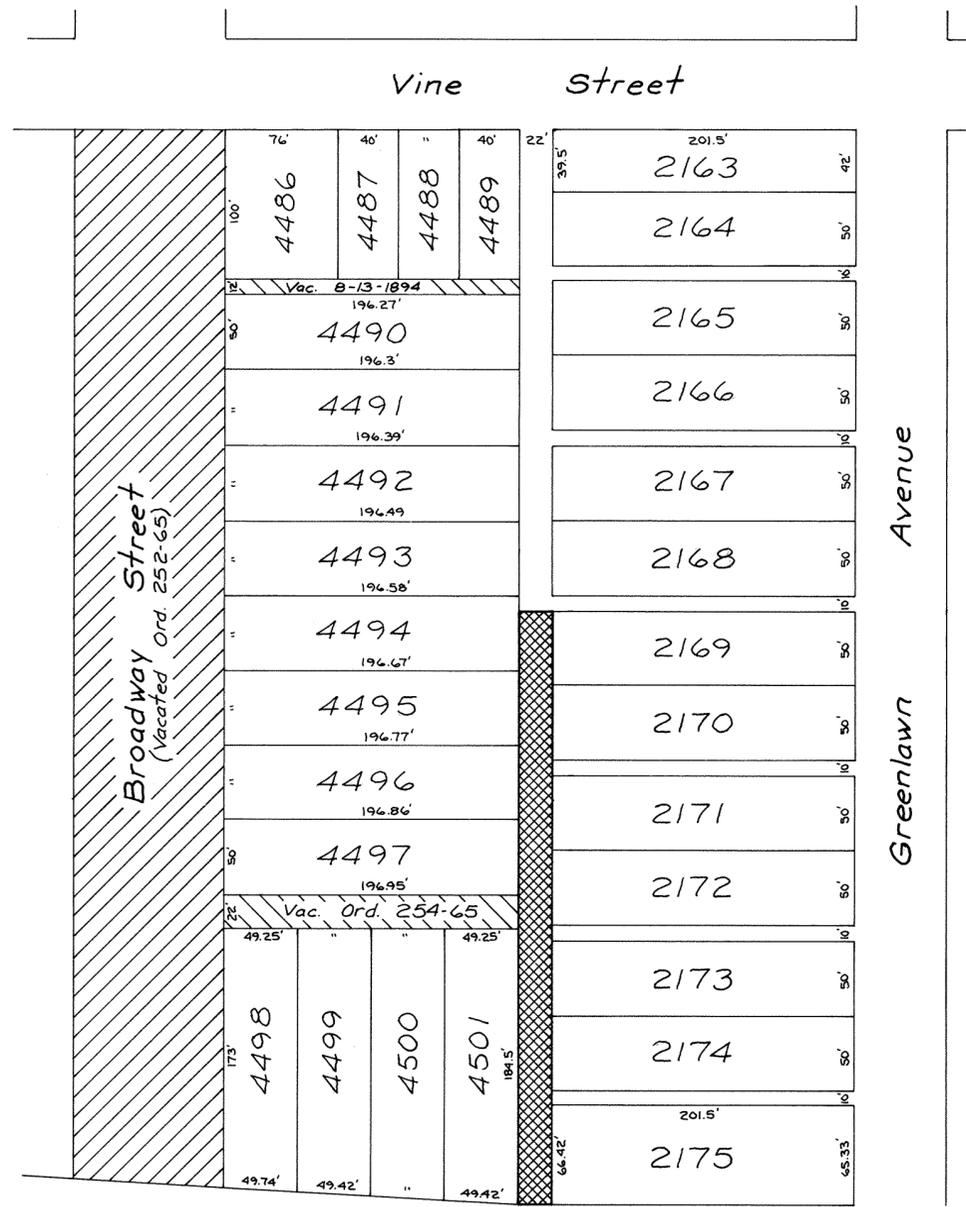 Vine Street
76' 40' " 40' 22' 201.5'
39.5' 2163 42'
4486 4487 4488 4489
100'
2164 50'
10'
12' Vac. 8-13-1894
196.27'
50' 4490
196.3'
2165 50'
" 4491
196.39'
2166 50'
10'
" 4492
196.49
2167 50'
" 4493
196.58'
2168 50'
10'
" 4494
196.67'
2169 50'
" 4495
196.77'
2170 50'
10'
" 4496
196.86'
2171 50'
50' 4497
196.95'
2172 50'
22' Vac. Ord. 254-65
10'
49.25' " " 49.25'
173' 4498 4499 4500 4501 184.5'
49.74' 49.42' " 49.42'
2173 50'
2174 50'
10'
201.5'
66.42' 2175 65.33'
Broadway Street
(Vacated Ord. 252-65)
Greenlawn Avenue